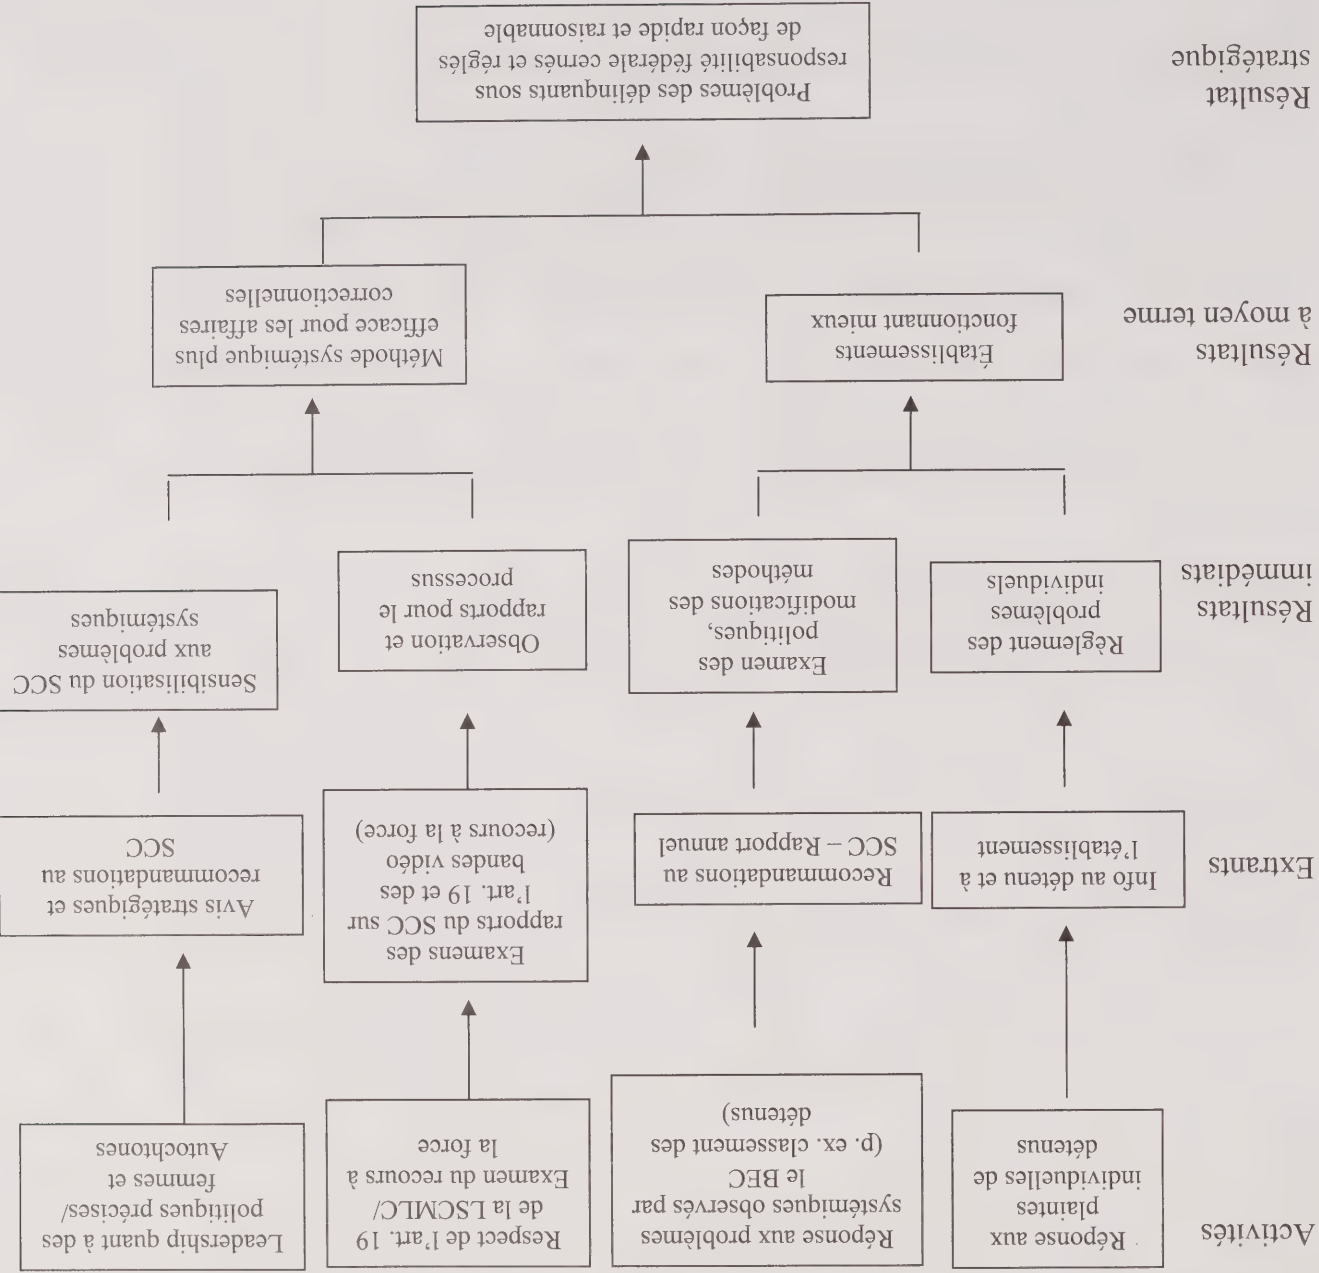 Activités
Réponse aux
plaintes
individuelles de
détenus
Réponse aux problèmes
systémiques observés par
le BEC
(p. ex. classement des
détenus)
Respect de l'art. 19
de la LSCMLC/
Examen du recours à
la force
Leadership quant à des
politiques précises/
femmes et
Autochtones
Extrants
Info au détenu et à
l'établissement
Recommandations au
SCC – Rapport annuel
Examens des
rapports du SCC sur
l'art. 19 et des
bandes vidéo
(recours à la force)
Avis stratégiques et
recommandations au
SCC
Résultats
immédiats
Règlement des
problèmes
individuels
Examen des
politiques,
modifications des
méthodes
Observation et
rapports pour le
processus
Sensibilisation du SCC
aux problèmes
systémiques
Résultats
à moyen terme
Établissements
fonctionnant mieux
Méthode systémique plus
efficace pour les affaires
correctionnelles
Résultat
stratégique
Problèmes des délinquants sous
responsabilité fédérale cernés et réglés
de façon rapide et raisonnable